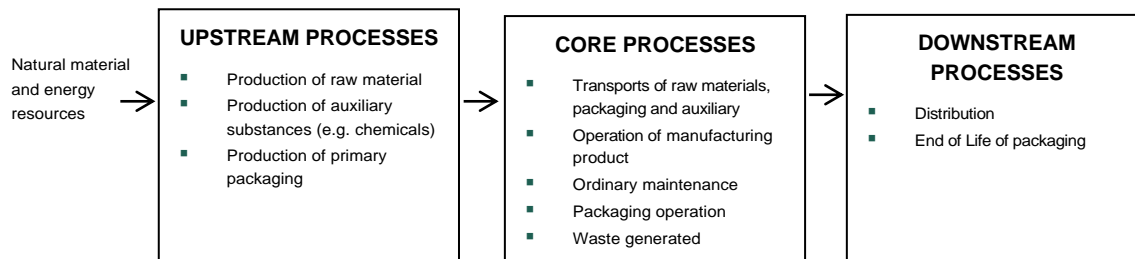 Natural material
and energy
resources
UPSTREAM PROCESSES
▪ Production of raw material
▪ Production of auxiliary
substances (e.g. chemicals)
▪ Production of primary
packaging
CORE PROCESSES
▪ Transports of raw materials,
packaging and auxiliary
▪ Operation of manufacturing
product
▪ Ordinary maintenance
▪ Packaging operation
▪ Waste generated
DOWNSTREAM
PROCESSES
▪ Distribution
▪ End of Life of packaging